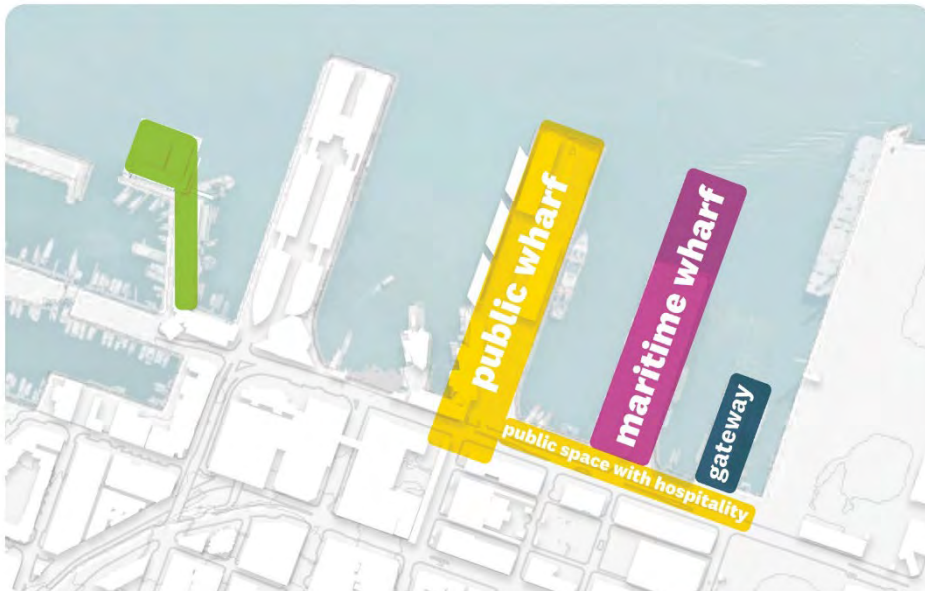 public wharf
maritime wharf
gateway
public space with hospitality